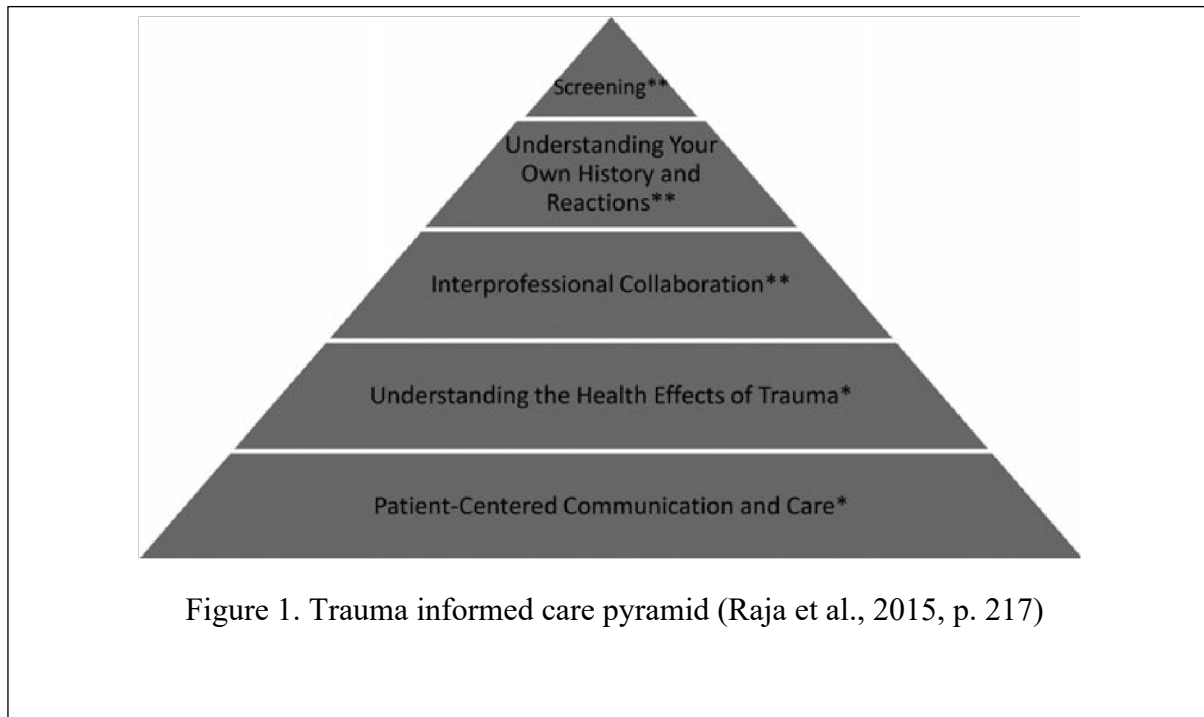 Screening**
Understanding Your
Own History and
Reactions**
Interprofessional Collaboration**
Understanding the Health Effects of Trauma*
Patient-Centered Communication and Care*
Figure 1. Trauma informed care pyramid (Raja et al., 2015, p. 217)